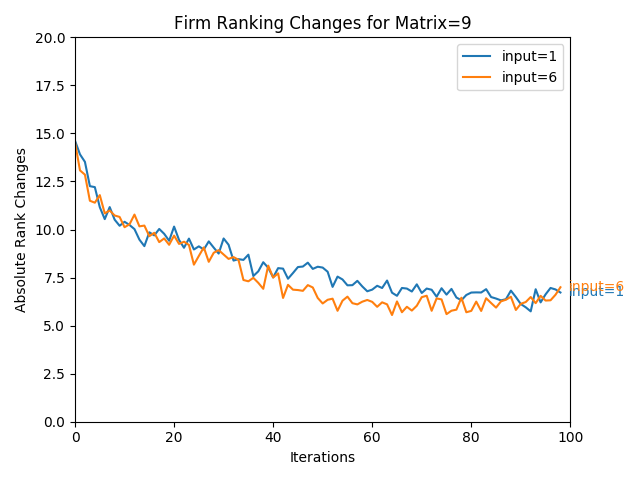 Firm Ranking Changes for Matrix=9
20.0
17.5
15.0
12.5
10.0
7.5
5.0
2.5
0.0
Absolute Rank Changes
input=1
input=6
input=6
input=1
0 20 40 60 80 100
Iterations